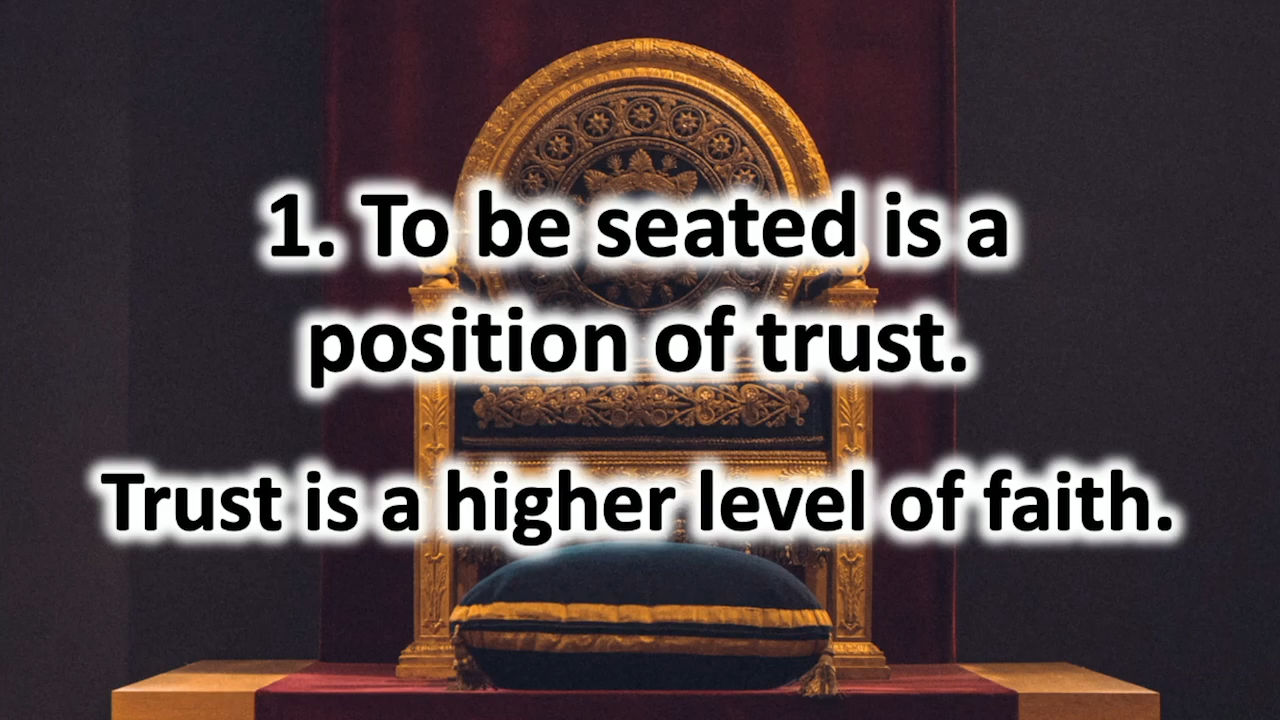 1. To be seated is a
position of trust.
Trust is a higher level of faith.